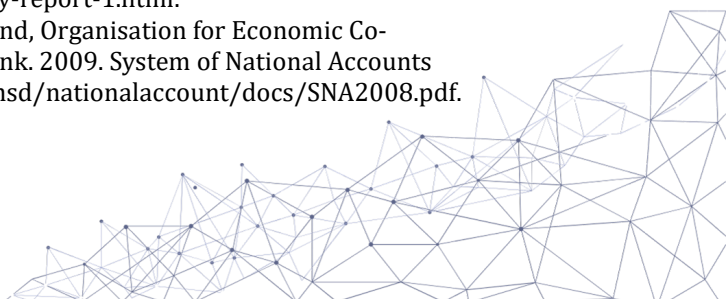 y-report-1.html.
nd, Organisation for Economic Co-
nk. 2009. System of National Accounts
nsd/nationalaccount/docs/SNA2008.pdf.